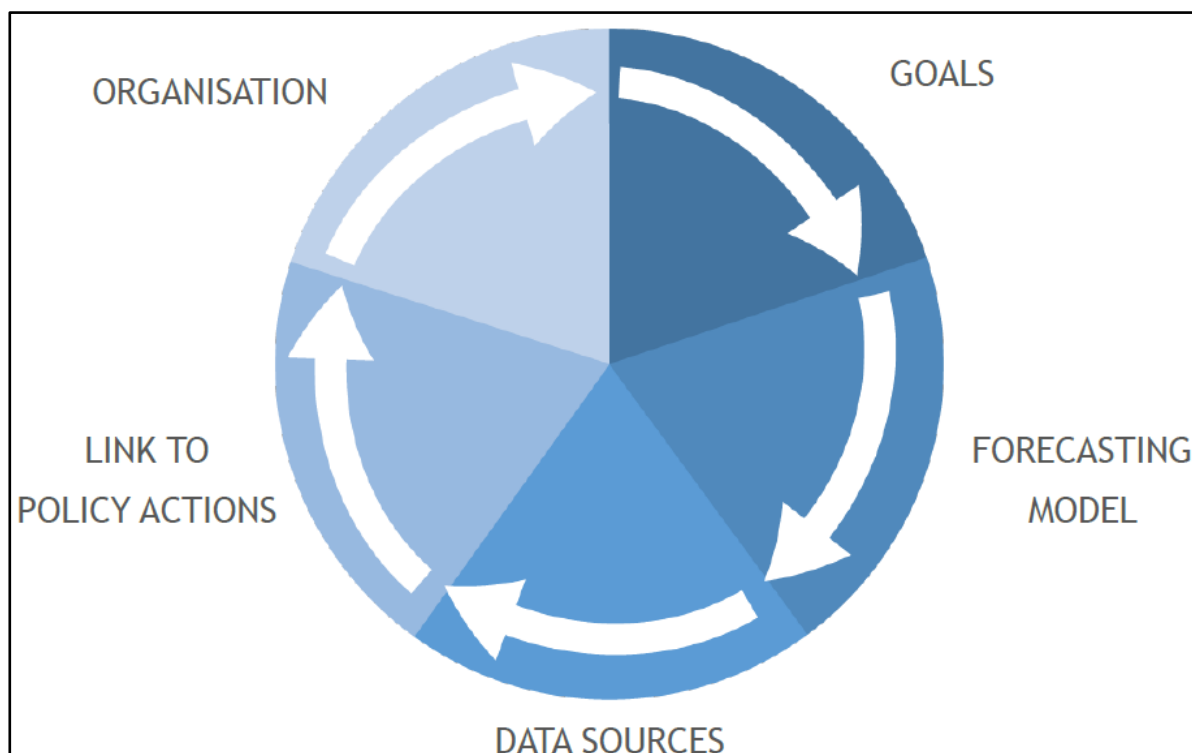 ORGANISATION
GOALS
LINK TO
POLICY ACTIONS
FORECASTING
MODEL
DATA SOURCES